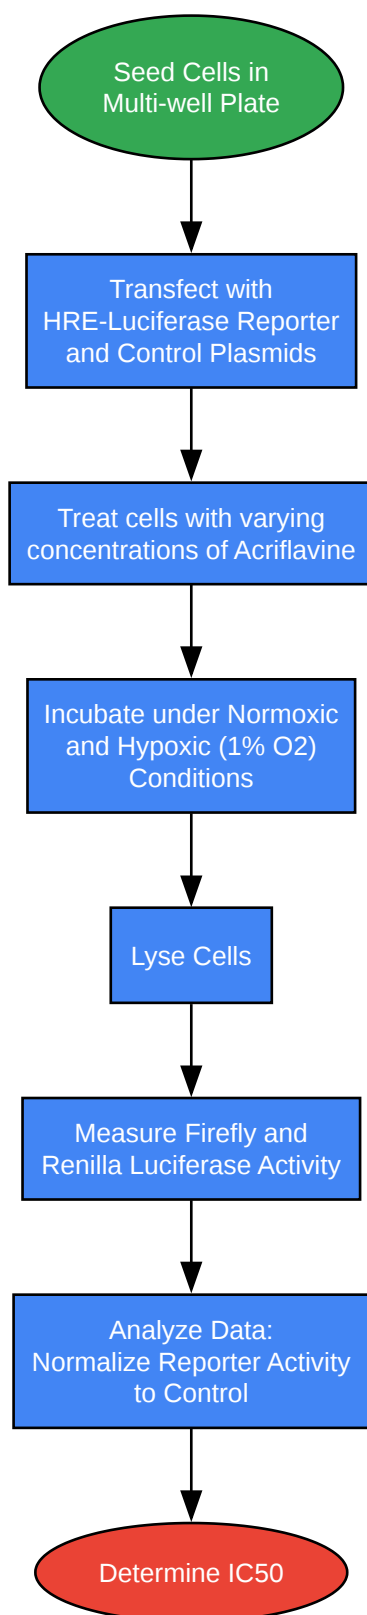 Seed Cells in
Multi-well Plate
Transfect with
HRE-Luciferase Reporter
and Control Plasmids
Treat cells with varying
concentrations of Acriflavine
Incubate under Normoxic
and Hypoxic (1% O2)
Conditions
Lyse Cells
Measure Firefly and
Renilla Luciferase Activity
Analyze Data:
Normalize Reporter Activity
to Control
Determine IC50